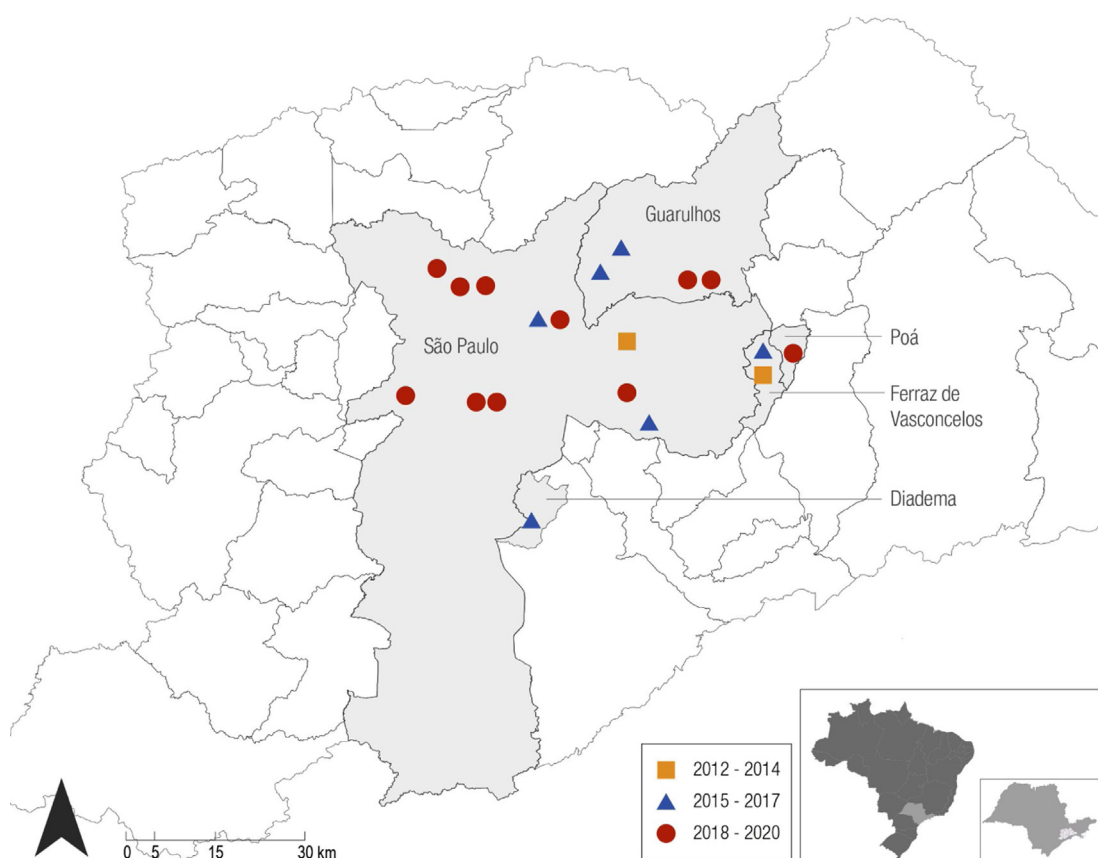 Guarulhos
São Paulo
Poá
Ferraz de
Vasconcelos
Diadema
2012 - 2014
2015 - 2017
2018 - 2020
0 5 15 30 km